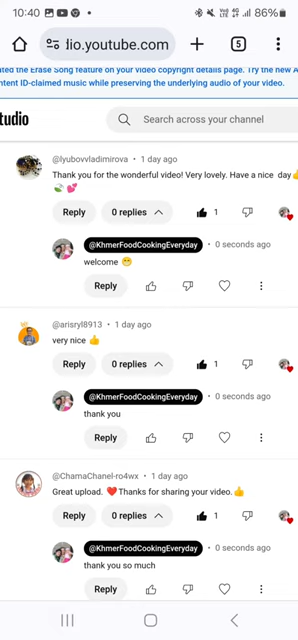 10:40
86%
dio.youtube.com
5
ted the Erase Song feature on your video copyright details page. Try the new
ntent ID-claimed music while preserving the underlying audio of your video.
tudio
Search across your channel
@lyubovvladimirova • 1 day ago
Thank you for the wonderful video! Very lovely. Have a nice day👍
🍃 💕
Reply 0 replies 1
@KhmerFoodCookingEveryday • 0 seconds ago
welcome 😁
Reply
@arisryl8913 • 1 day ago
very nice 👍
Reply 0 replies 1
@KhmerFoodCookingEveryday • 0 seconds ago
thank you
Reply
@ChamaChanel-ro4wx • 1 day ago
Great upload. ❤️Thanks for sharing your video.👍
Reply 0 replies 1
@KhmerFoodCookingEveryday • 0 seconds ago
thank you so much
Reply